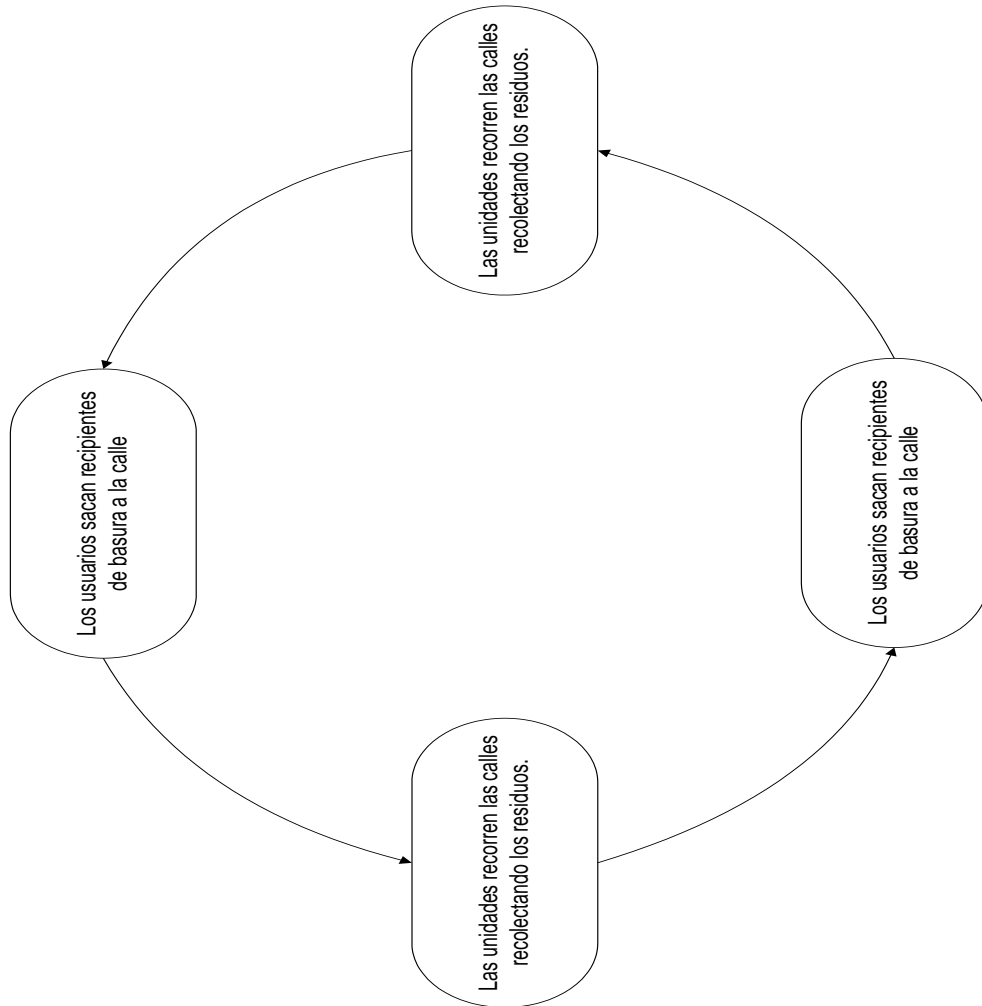 Los usuarios sacan recipientes
de basura a la calle
Las unidades recorren las calles
recolectando los residuos.
Los usuarios sacan recipientes
de basura a la calle
Las unidades recorren las calles
recolectando los residuos.